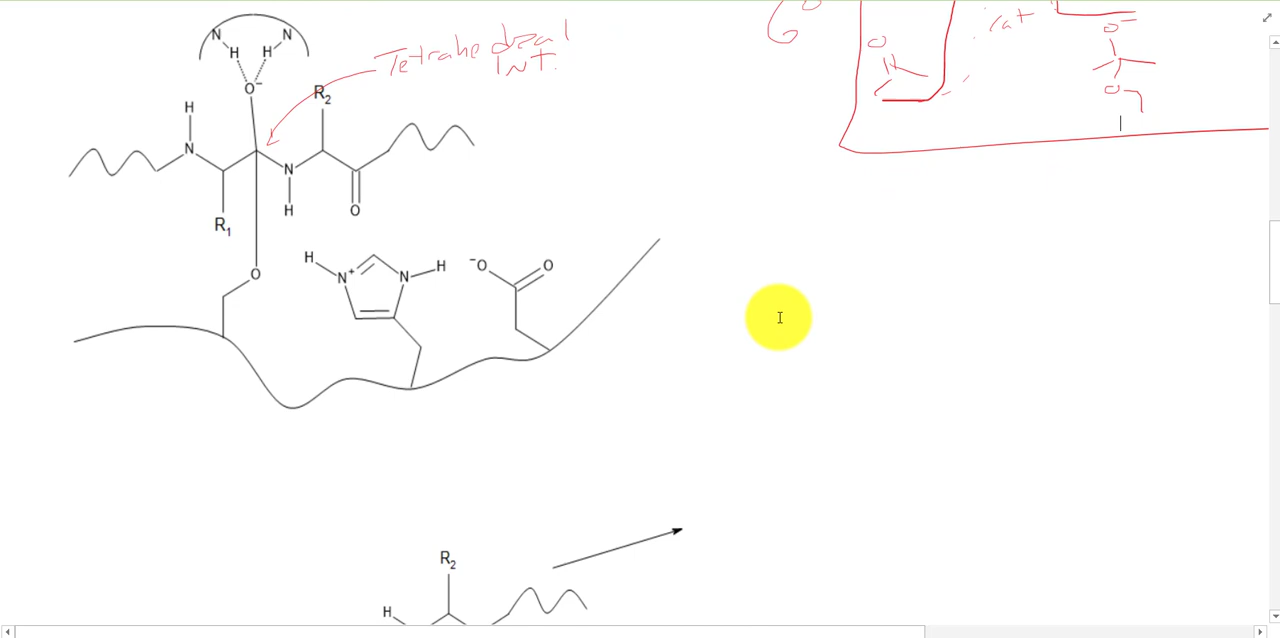 N N
H H
O⁻
Tetrahedral
INT.
R₂
H
N
N
H
O
R₁
O
H
N⁺
N
H
⁻O
O
R₂
H
O
O⁻
O